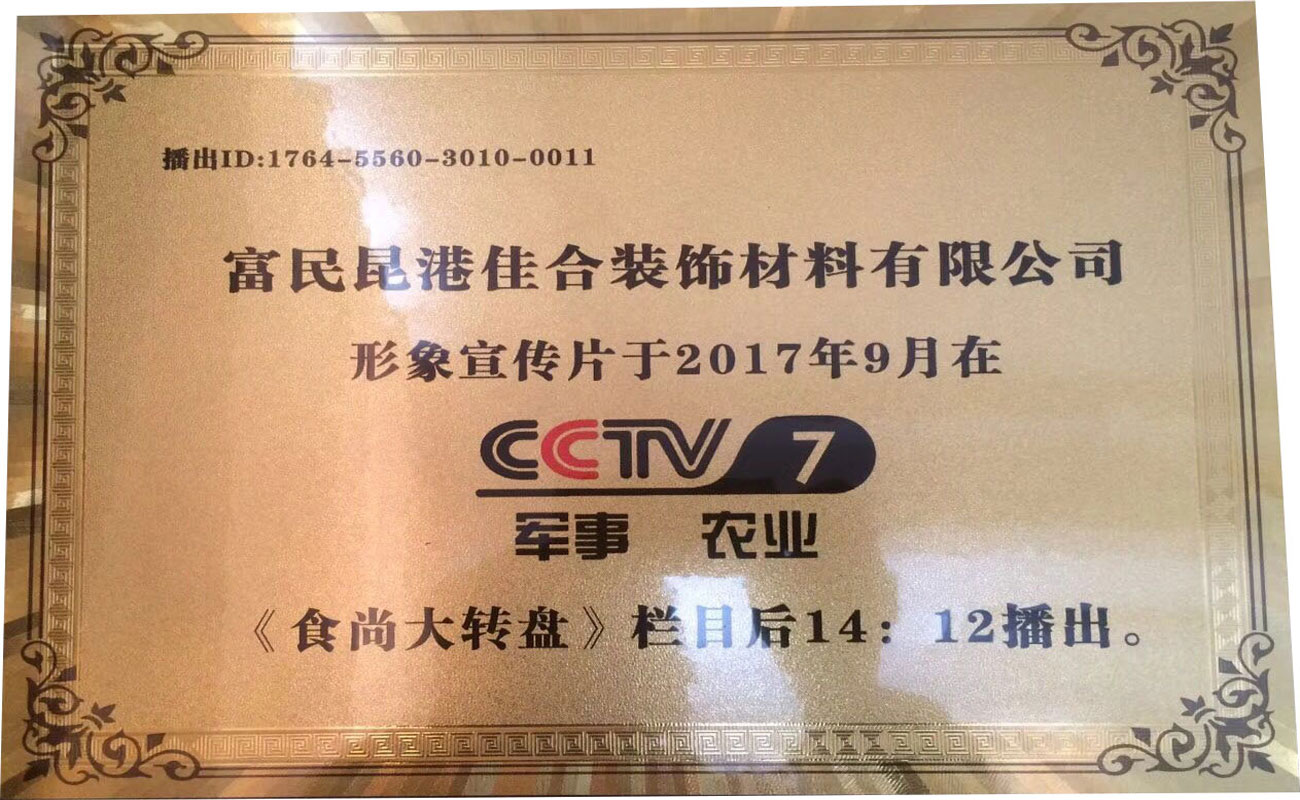 播出ID:1764-5560-3010-0011
富民昆港佳合装饰材料有限公司
形象宣传片于2017年9月在
CCTV 7
军事 农业
《食尚大转盘》栏目后14：12播出。